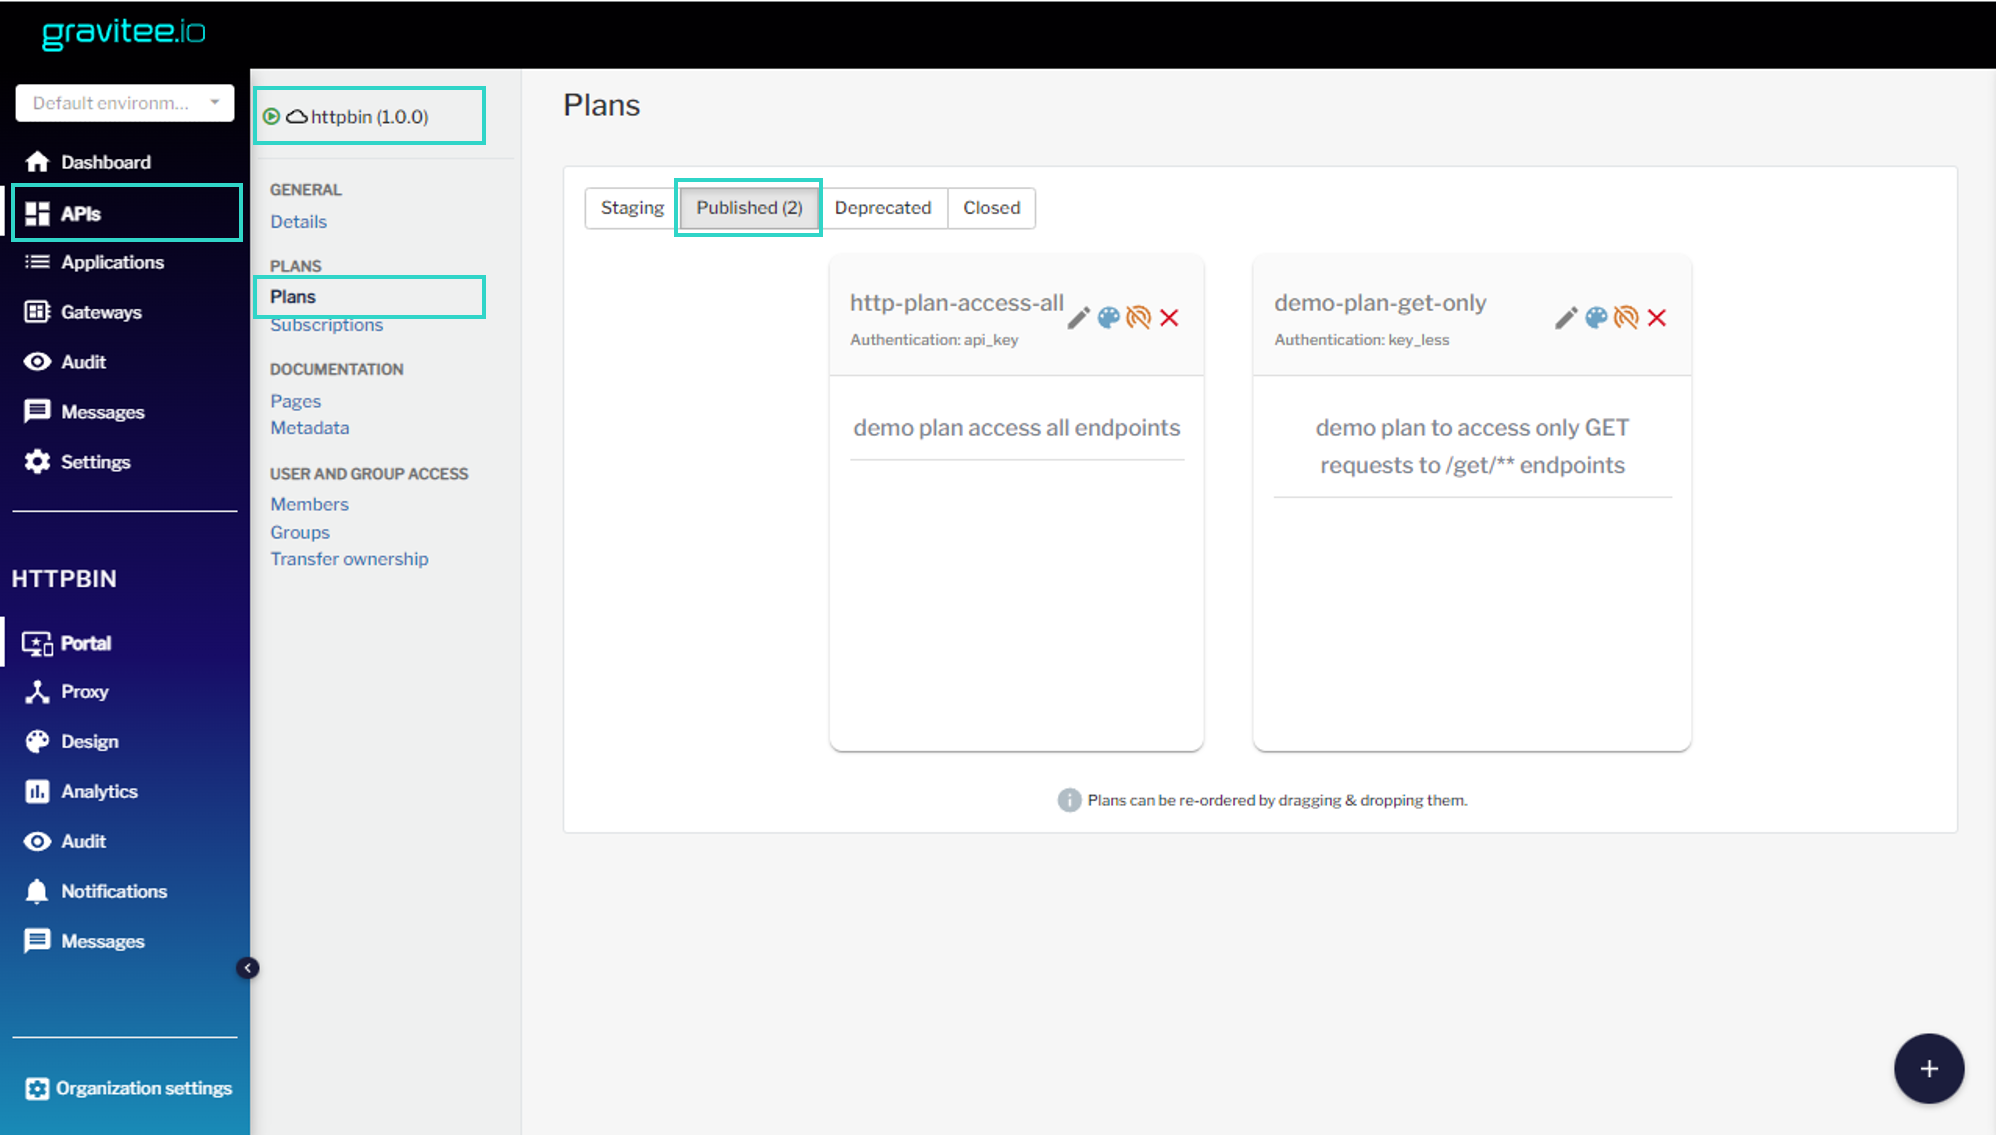 gravitee.io
Default environm...
Dashboard
APIs
Applications
Gateways
Audit
Messages
Settings
HTTPBIN
Portal
Proxy
Design
Analytics
Audit
Notifications
Messages
Organization settings
httpbin (1.0.0)
GENERAL
Details
PLANS
Plans
Subscriptions
DOCUMENTATION
Pages
Metadata
USER AND GROUP ACCESS
Members
Groups
Transfer ownership
Plans
Staging Published (2) Deprecated Closed
http-plan-access-all
Authentication: api_key
demo plan access all endpoints
demo-plan-get-only
Authentication: key_less
demo plan to access only GET
requests to /get/** endpoints
Plans can be re-ordered by dragging & dropping them.